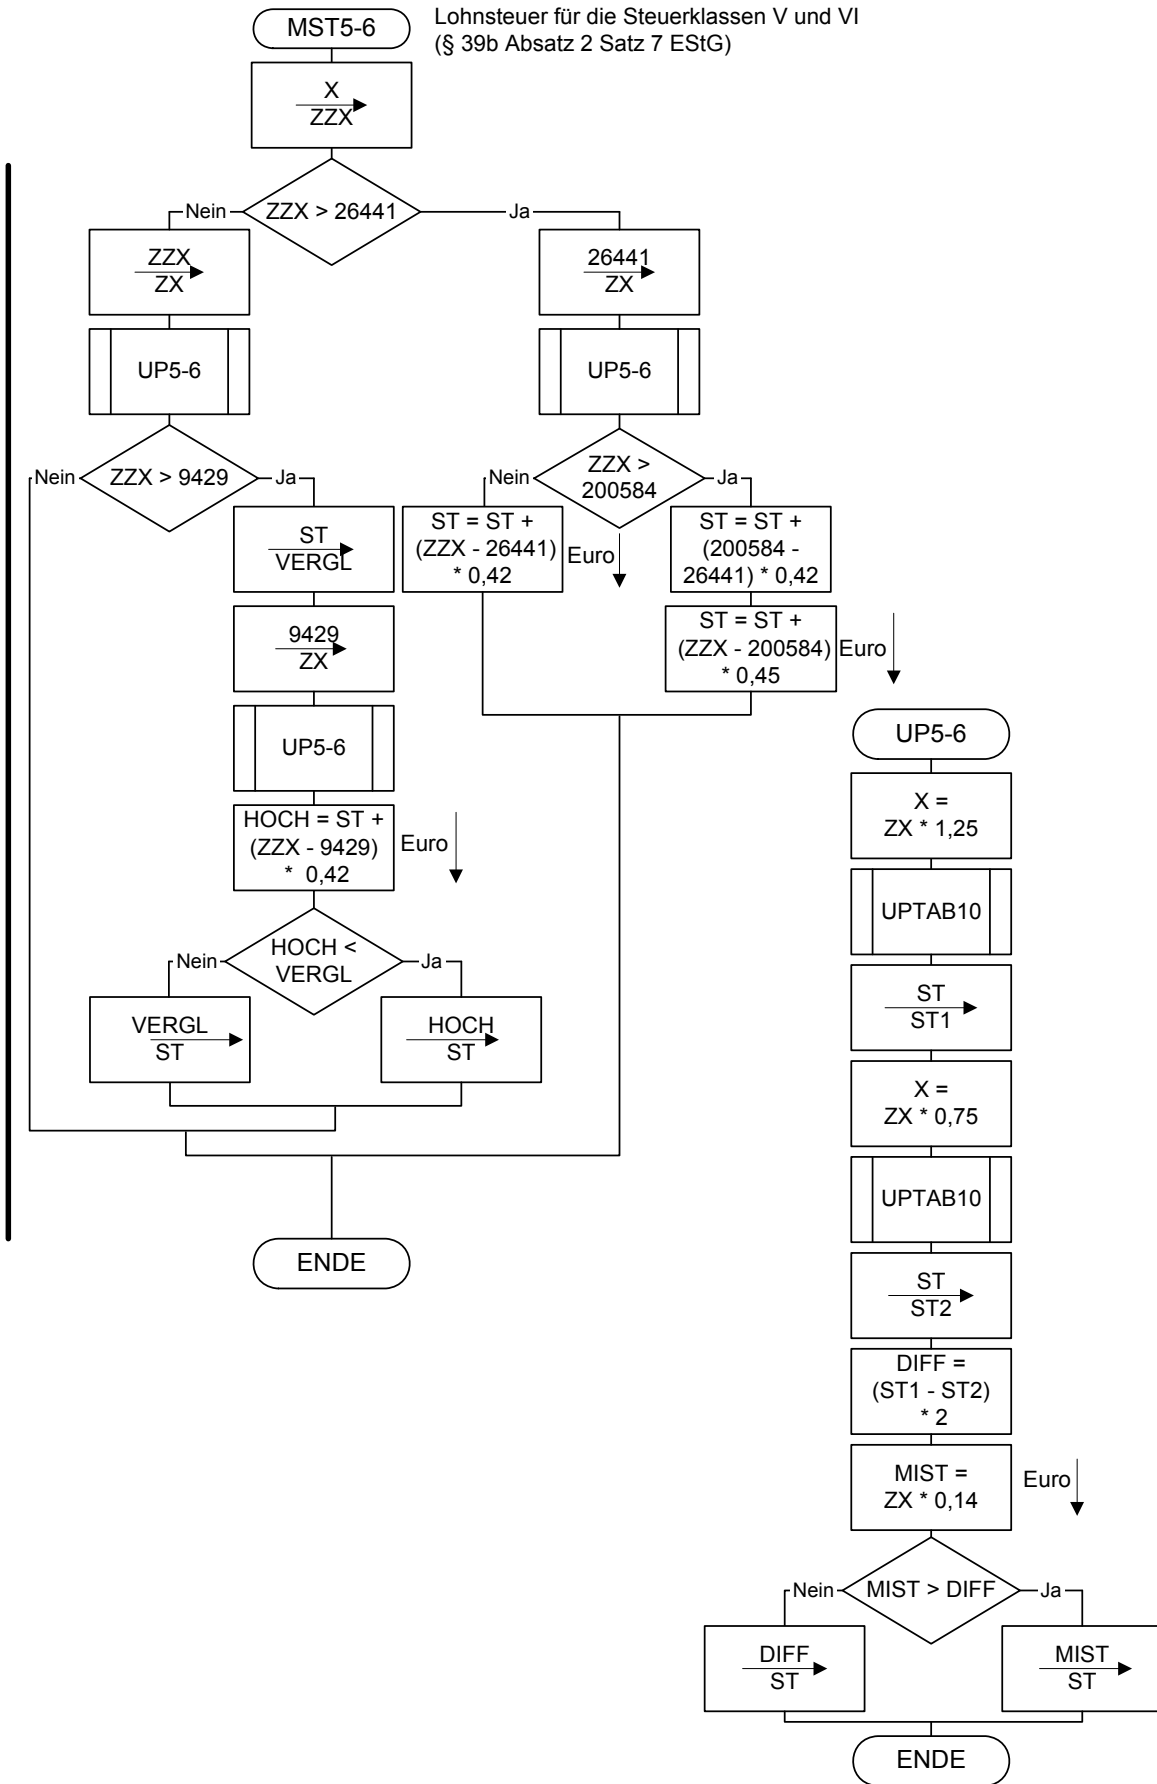 MST5-6
Lohnsteuer für die Steuerklassen V und VI
(§ 39b Absatz 2 Satz 7 EStG)
X
ZZX
ZZX > 26441
Nein
Ja
ZZX
ZX
26441
ZX
UP5-6
UP5-6
ZZX > 9429
Nein
Ja
ZZX >
200584
Nein
Ja
ST
VERGL
ST = ST +
(ZZX - 26441)
* 0,42
Euro
ST = ST +
(200584 -
26441) * 0,42
9429
ZX
ST = ST +
(ZZX - 200584)
* 0,45
Euro
UP5-6
HOCH = ST +
(ZZX - 9429)
* 0,42
Euro
HOCH <
VERGL
Nein
Ja
VERGL
ST
HOCH
ST
ENDE
UP5-6
X =
ZX * 1,25
UPTAB10
ST
ST1
X =
ZX * 0,75
UPTAB10
ST
ST2
DIFF =
(ST1 - ST2)
* 2
MIST =
ZX * 0,14
Euro
MIST > DIFF
Nein
Ja
DIFF
ST
MIST
ST
ENDE